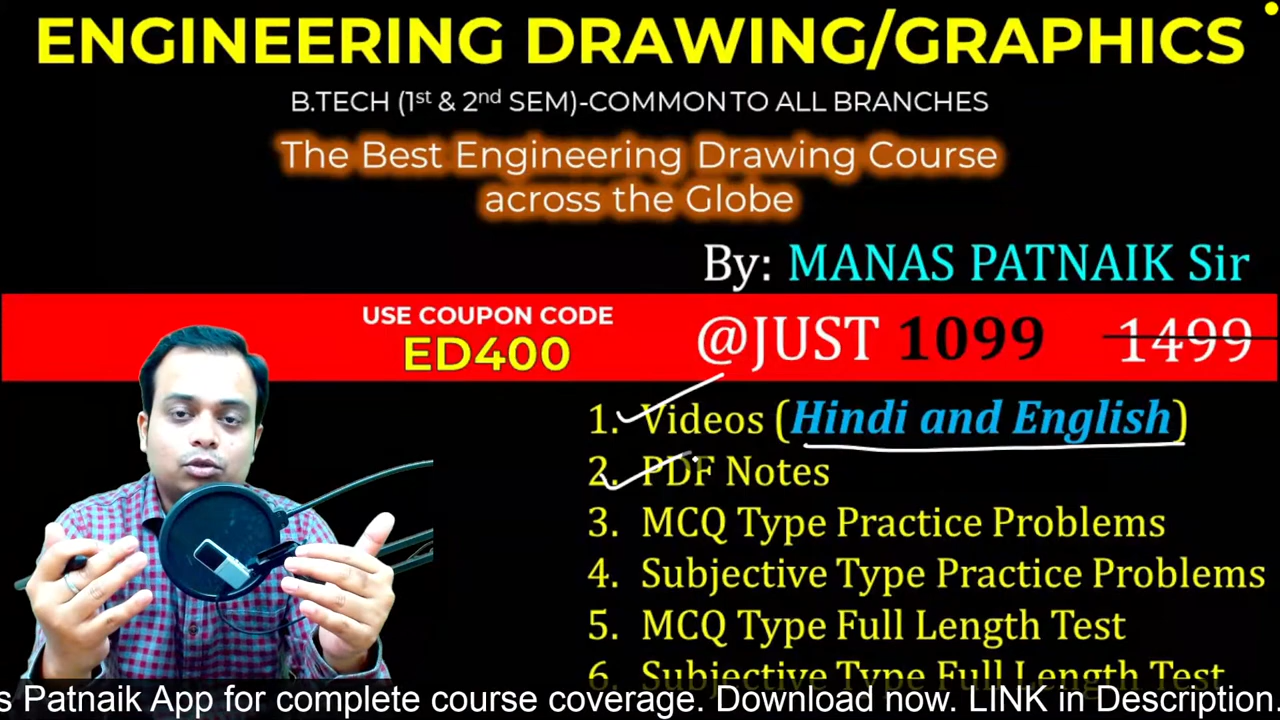 ENGINEERING DRAWING/GRAPHICS
B.TECH (1st & 2nd SEM)-COMMON TO ALL BRANCHES
The Best Engineering Drawing Course
across the Globe
By: MANAS PATNAIK Sir
USE COUPON CODE
ED400
@JUST 1099 1499
1. Videos (Hindi and English)
2. PDF Notes
3. MCQ Type Practice Problems
4. Subjective Type Practice Problems
5. MCQ Type Full Length Test
6. Subjective Type Full Length Test
s Patnaik App for complete course coverage. Download now. LINK in Description.